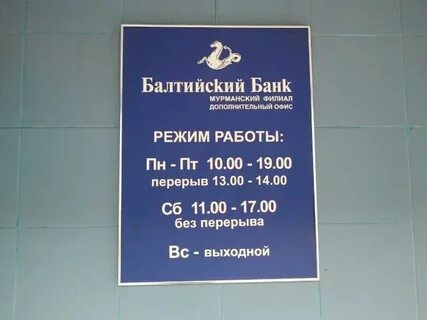 Балтийский Банк
МУРМАНСКИЙ ФИЛИАЛ
ДОПОЛНИТЕЛЬНЫЙ ОФИС
РЕЖИМ РАБОТЫ:
Пн - Пт 10.00 - 19.00
перерыв 13.00 - 14.00
Сб 11.00 - 17.00
без перерыва
Вс - выходной